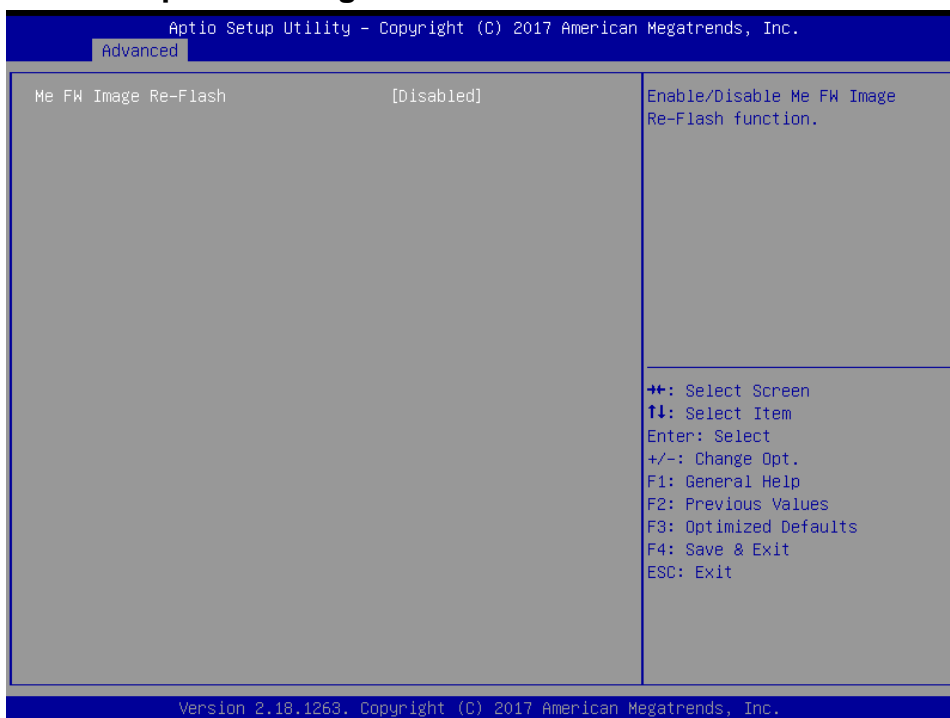 Aptio Setup Utility – Copyright (C) 2017 American Megatrends, Inc.
Advanced
Me FW Image Re-Flash [Disabled]
Enable/Disable Me FW Image
Re-Flash function.
→←: Select Screen
↑↓: Select Item
Enter: Select
+/-: Change Opt.
F1: General Help
F2: Previous Values
F3: Optimized Defaults
F4: Save & Exit
ESC: Exit
Version 2.18.1263. Copyright (C) 2017 American Megatrends, Inc.